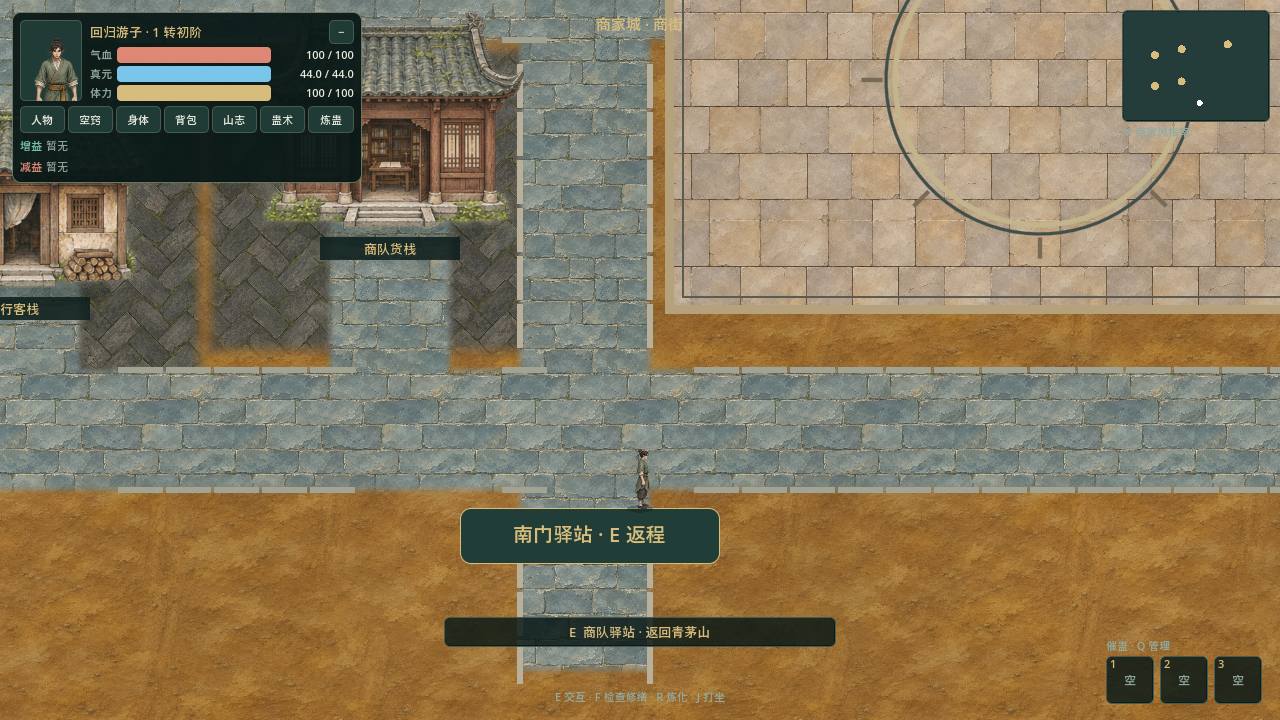 回归游子 · 1 转初阶
−
气血 100 / 100
真元 44.0 / 44.0
体力 100 / 100
人物 空窍 身体 背包 山志 蛊术 炼蛊
增益 暂无
减益 暂无
商家城 · 商街
商队货栈
行客栈
南门驿站 · E 返程
E 商队驿站 · 返回青茅山
E 交互 · F 检查修缮 · R 炼化 · J 打坐
催蛊 · Q 管理
1 空
2 空
3 空